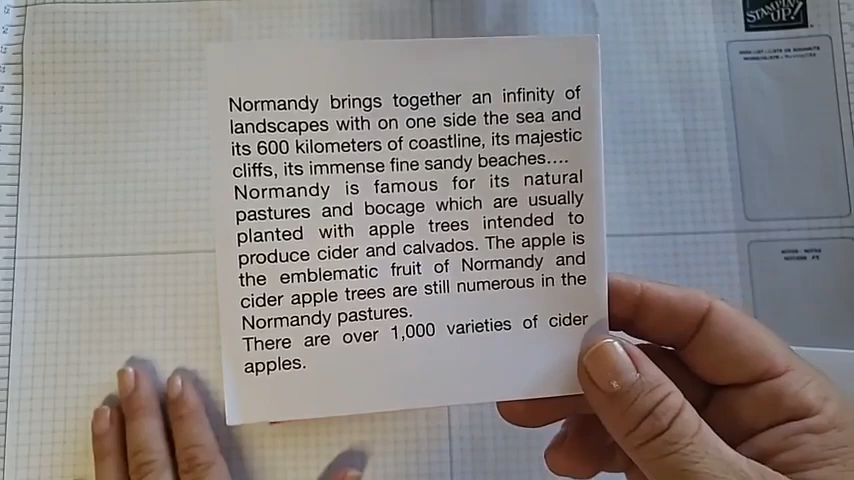 STAMPIN' UP!
Normandy brings together an infinity of
landscapes with on one side the sea and
its 600 kilometers of coastline, its majestic
cliffs, its immense fine sandy beaches....
Normandy is famous for its natural
pastures and bocage which are usually
planted with apple trees intended to
produce cider and calvados. The apple is
the emblematic fruit of Normandy and
cider apple trees are still numerous in the
Normandy pastures.
There are over 1,000 varieties of cider
apples.